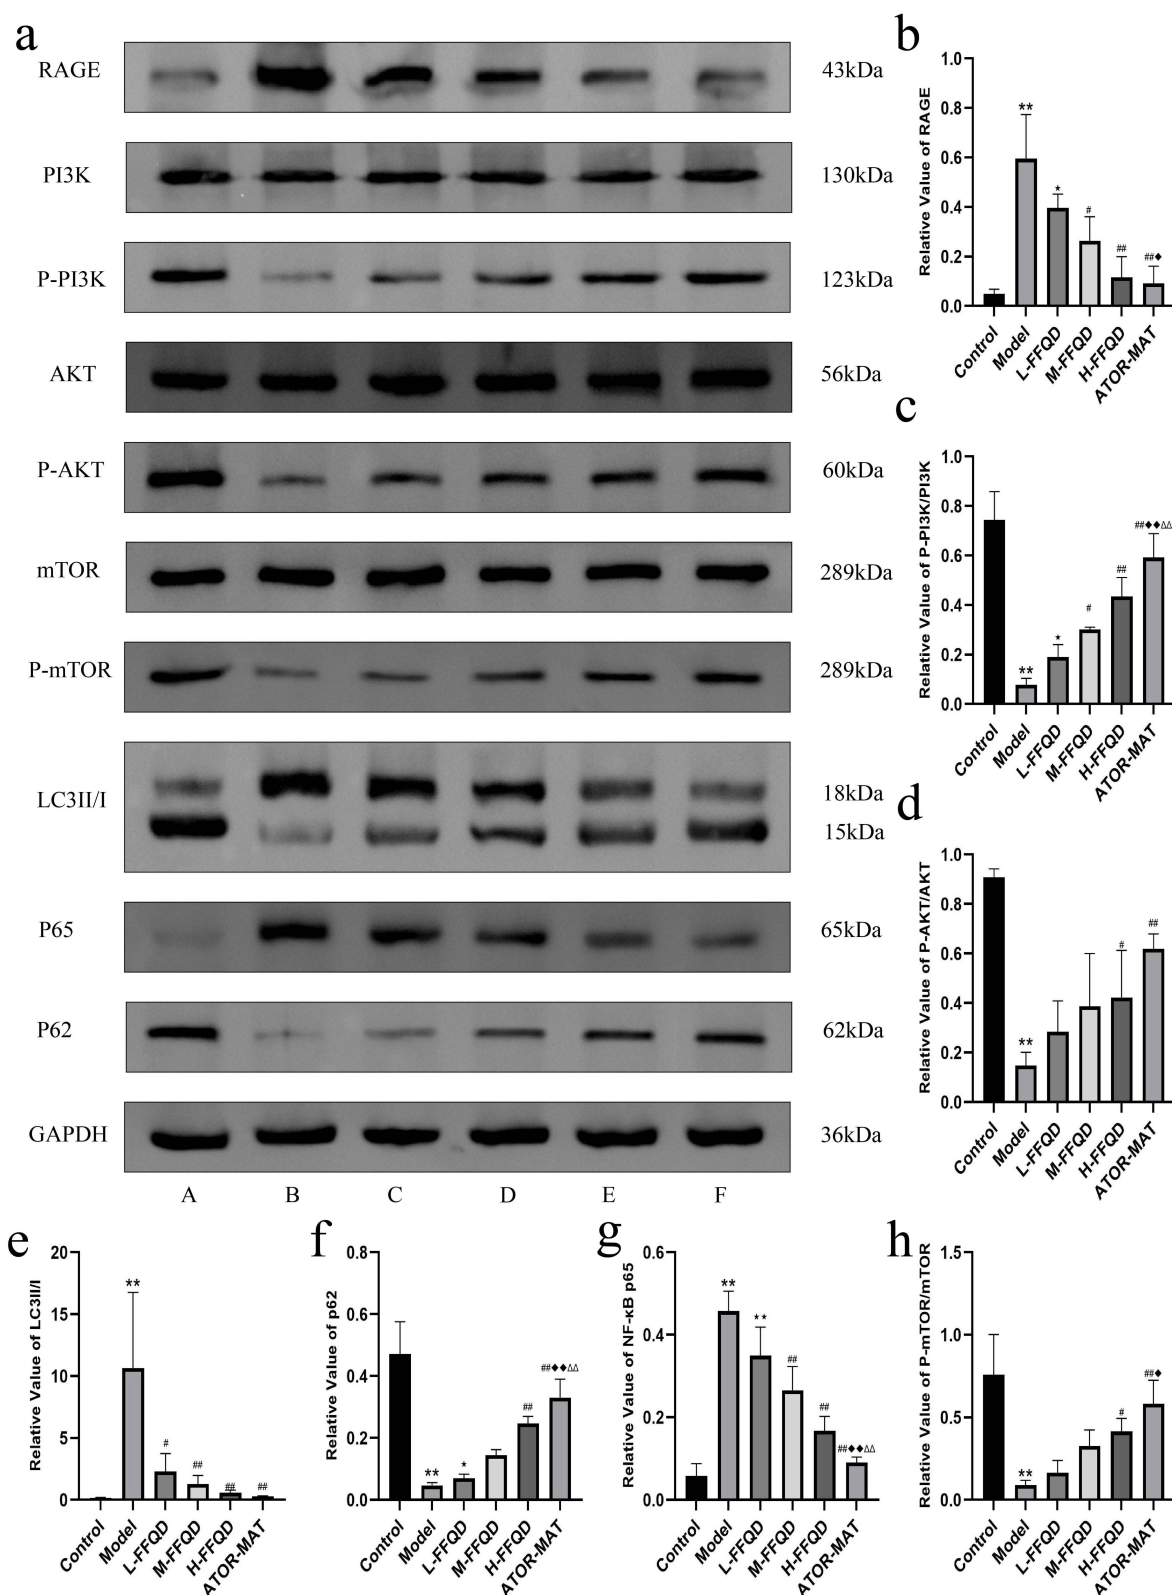 a
RAGE
43kDa
PI3K
130kDa
P-PI3K
123kDa
AKT
56kDa
P-AKT
60kDa
mTOR
289kDa
P-mTOR
289kDa
LC3II/I
18kDa
15kDa
P65
65kDa
P62
62kDa
GAPDH
36kDa
A B C D E F
b
Relative Value of RAGE
1.0
0.8
0.6
0.4
0.2
0.0
**
⋆
#
##
##◆
Control
Model
L-FFQD
M-FFQD
H-FFQD
ATOR-MAT
c
Relative Value of P-PI3K/PI3K
1.0
0.8
0.6
0.4
0.2
0.0
**
⋆
#
##
##◆◆ΔΔ
Control
Model
L-FFQD
M-FFQD
H-FFQD
ATOR-MAT
d
Relative Value of P-AKT/AKT
1.0
0.8
0.6
0.4
0.2
0.0
**
#
##
Control
Model
L-FFQD
M-FFQD
H-FFQD
ATOR-MAT
e
Relative Value of LC3II/I
20
15
10
5
0
**
#
##
##
##
Control
Model
L-FFQD
M-FFQD
H-FFQD
ATOR-MAT
f
Relative Value of p62
0.8
0.6
0.4
0.2
0.0
**
⋆
##
##◆◆ΔΔ
Control
Model
L-FFQD
M-FFQD
H-FFQD
ATOR-MAT
g
Relative Value of NF-κB p65
0.6
0.4
0.2
0.0
**
⋆⋆
##
##
##◆◆ΔΔ
Control
Model
L-FFQD
M-FFQD
H-FFQD
ATOR-MAT
h
Relative Value of P-mTOR/mTOR
1.5
1.0
0.5
0.0
**
#
##◆
Control
Model
L-FFQD
M-FFQD
H-FFQD
ATOR-MAT